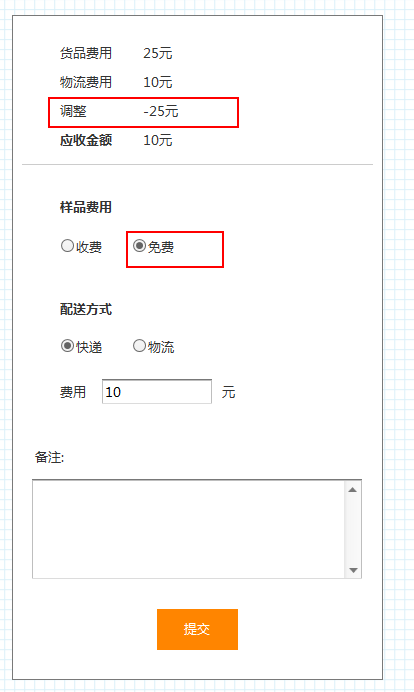 货品费用 25元
物流费用 10元
调整 -25元
应收金额 10元
样品费用
收费 免费
配送方式
快递 物流
费用 10 元
备注:
提交